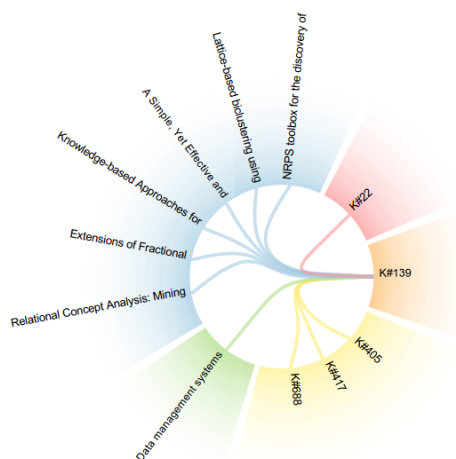 NRPS toolbox for the discovery of
Lattice-based biclustering using
A Simple, Yet Effective and
Knowledge-based Approaches for
Extensions of Fractional
Relational Concept Analysis: Mining
Data management systems
K#688
K#417
K#405
K#139
K#22